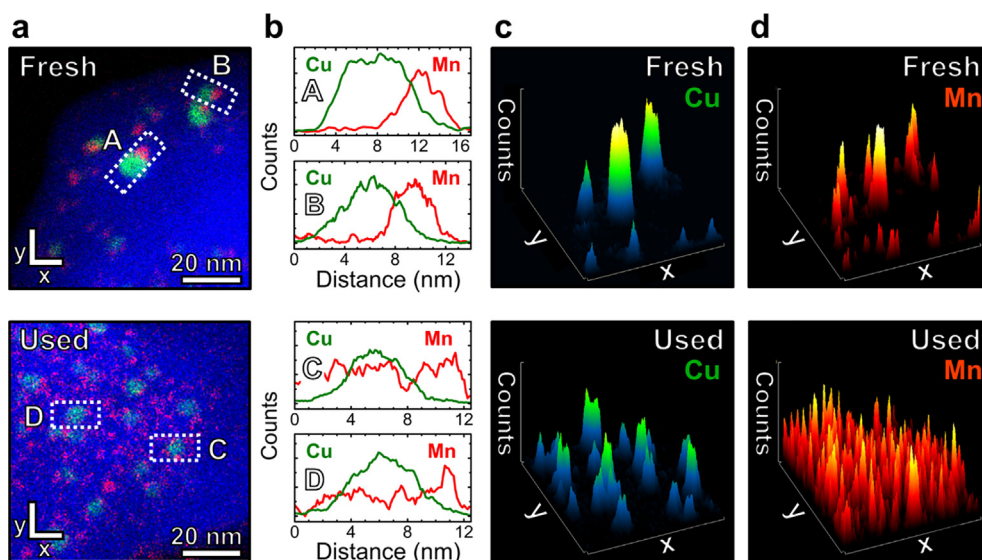 a
b
c
d
Fresh
B
A
y
x
20 nm
Cu
Mn
A
0 4 8 12 16
Cu
Mn
B
0 4 8 12
Distance (nm)
Counts
Fresh
Cu
Counts
y
x
Fresh
Mn
Counts
y
x
Used
D
C
y
x
20 nm
Cu
Mn
C
0 4 8 12
Cu
Mn
D
0 4 8 12
Distance (nm)
Counts
Used
Cu
Counts
y
x
Used
Mn
Counts
y
x